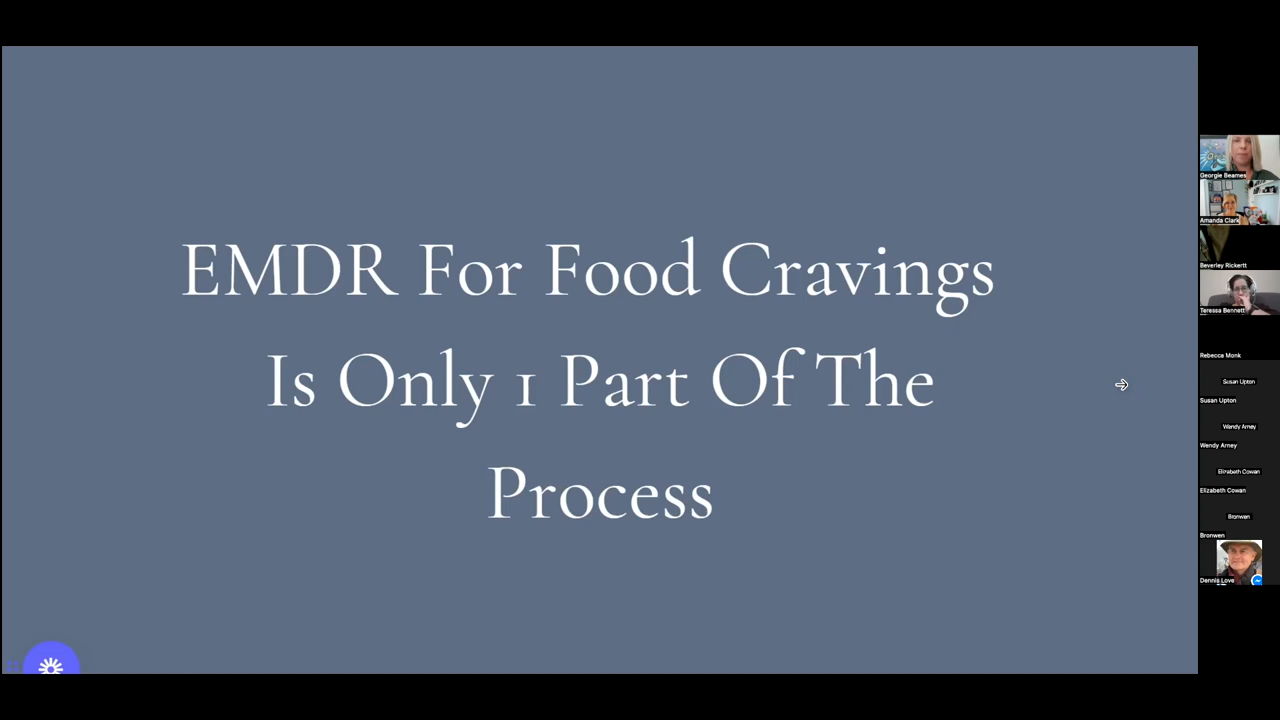 EMDR For Food Cravings
Is Only 1 Part Of The
Process
Georgie Beames
Amanda Clark
Beverley Rickertt
Teressa Bennett
Rebecca Monk
Susan Upton
Susan Upton
Wendy Arney
Wendy Arney
Elizabeth Cowan
Elizabeth Cowan
Bronwen
Bronwen
Dennis Love